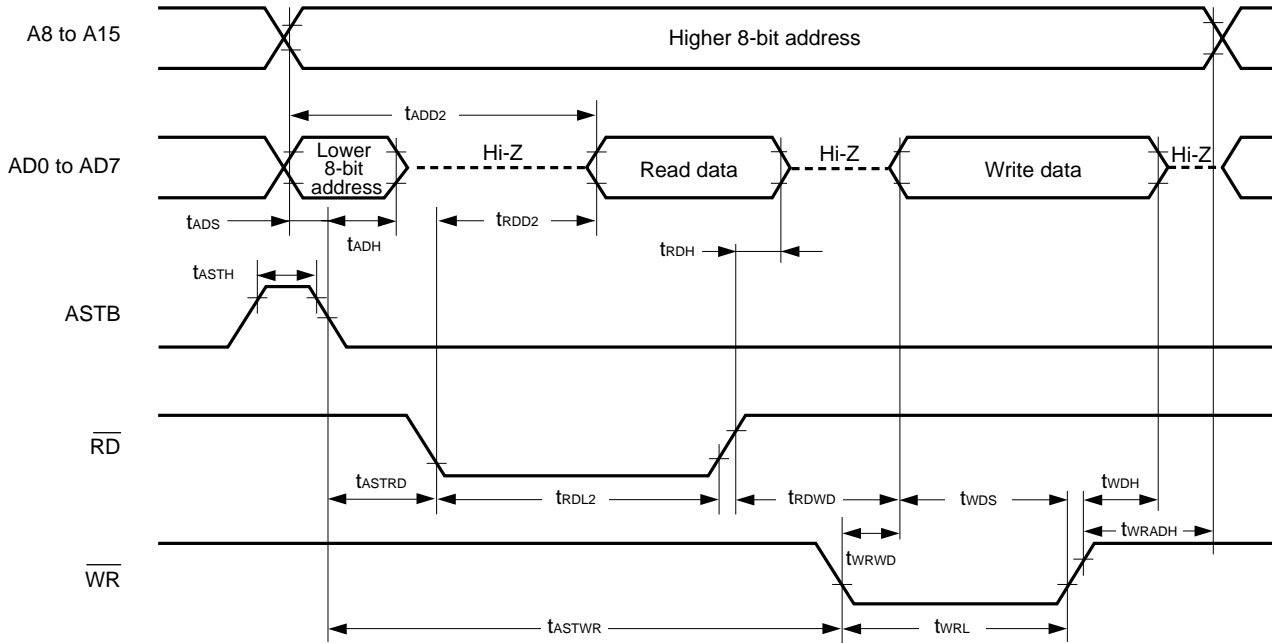 A8 to A15
Higher 8-bit address
tADD2
AD0 to AD7
Lower
8-bit
address
Hi-Z
Read data
Hi-Z
Write data
Hi-Z
tADS
tADH
tRDD2
tRDH
tASTH
ASTB
RD
tASTRD
tRDL2
tRDWD
tWDS
tWDH
tWRWD
tWRADH
WR
tASTWR
tWRL